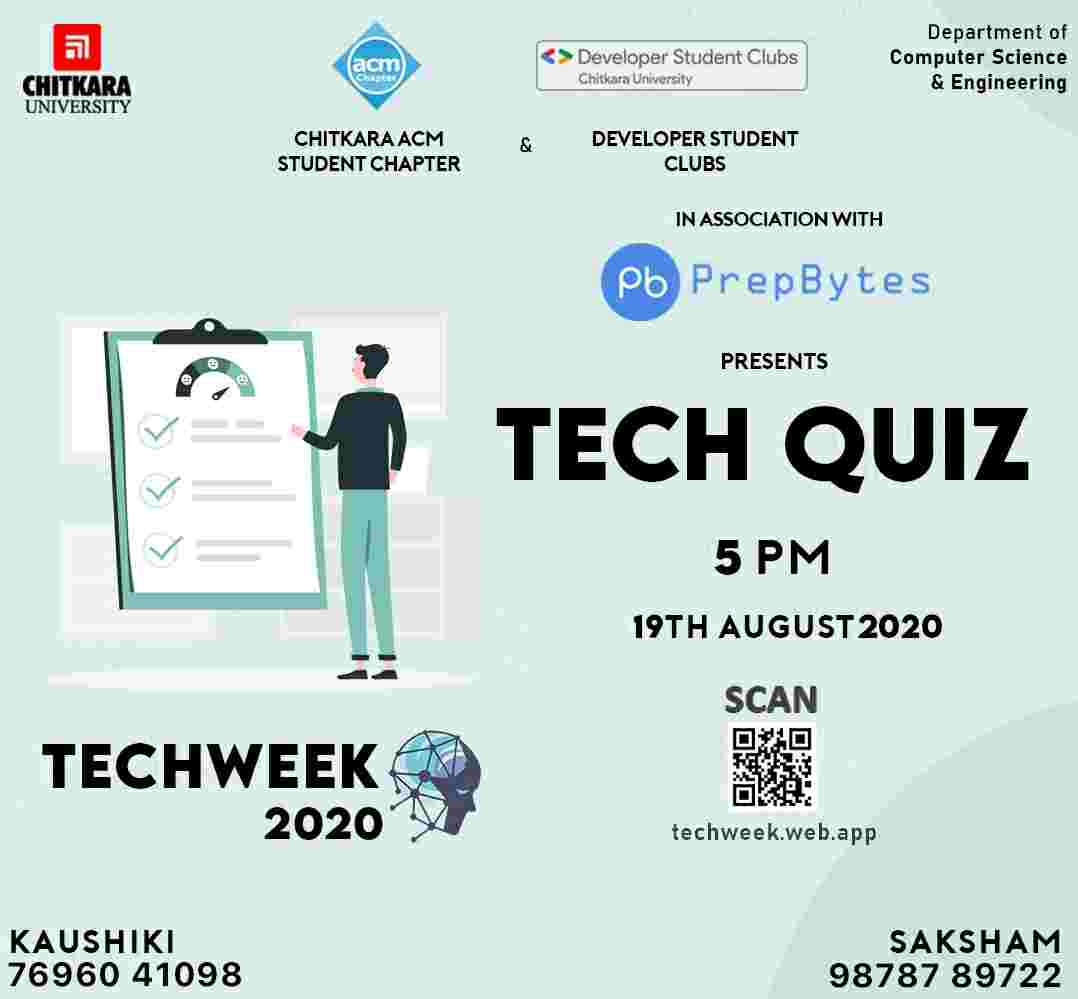 CHITKARA
UNIVERSITY
acm
Chapter
Developer Student Clubs
Chitkara University
Department of
Computer Science
& Engineering
CHITKARA ACM
STUDENT CHAPTER
&
DEVELOPER STUDENT
CLUBS
IN ASSOCIATION WITH
Pb PrepBytes
PRESENTS
TECH QUIZ
5 PM
19TH AUGUST 2020
SCAN
techweek.web.app
TECHWEEK
2020
KAUSHIKI
76960 41098
SAKSHAM
98787 89722